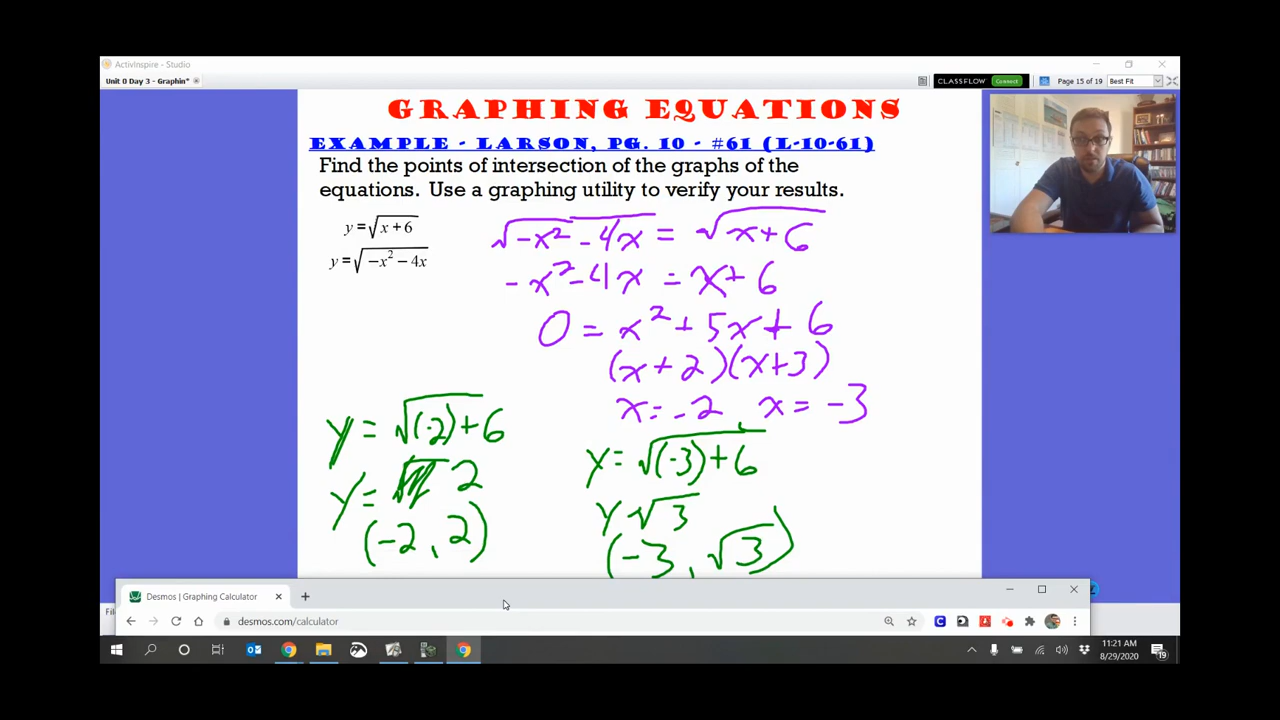 ActivInspire - Studio
Unit 0 Day 3 - Graphin*
CLASSFLOW Connect Page 15 of 19 Best Fit
GRAPHING EQUATIONS
EXAMPLE - LARSON, PG. 10 - #61 (L-10-61)
Find the points of intersection of the graphs of the
equations. Use a graphing utility to verify your results.
y = √(x + 6)
y = √(−x² − 4x)
√(-x² - 4x) = √(x+6)
-x² - 4x = x + 6
0 = x² + 5x + 6
(x + 2)(x + 3)
x = -2 x = -3
y = √((-2)+6)
y = 2
(-2, 2)
y = √((-3)+6)
y = √3
(-3, √3)
Desmos | Graphing Calculator
desmos.com/calculator
11:21 AM
8/29/2020
19